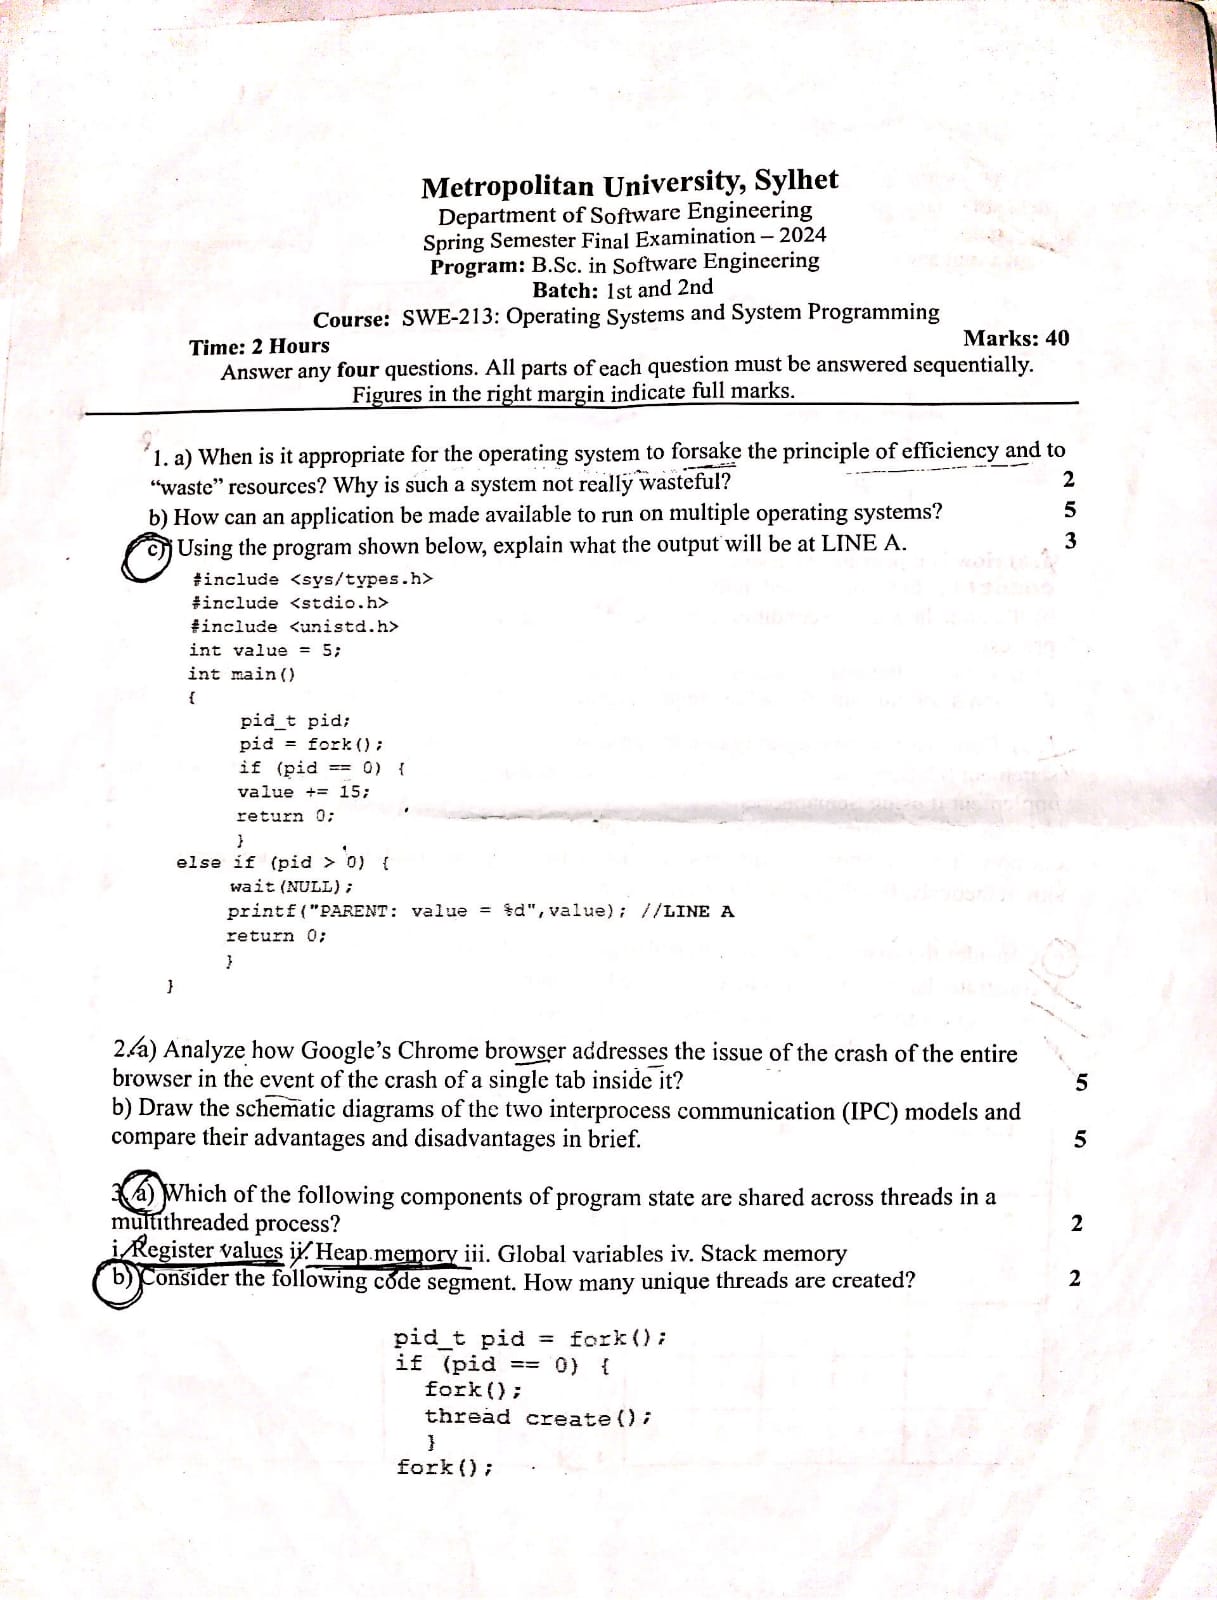 Metropolitan University, Sylhet
Department of Software Engineering
Spring Semester Final Examination – 2024
Program: B.Sc. in Software Engineering
Batch: 1st and 2nd
Course: SWE-213: Operating Systems and System Programming
Time: 2 Hours Marks: 40
Answer any four questions. All parts of each question must be answered sequentially.
Figures in the right margin indicate full marks.
1. a) When is it appropriate for the operating system to forsake the principle of efficiency and to
“waste” resources? Why is such a system not really wasteful? 2
b) How can an application be made available to run on multiple operating systems? 5
c) Using the program shown below, explain what the output will be at LINE A. 3
#include <sys/types.h>
#include <stdio.h>
#include <unistd.h>
int value = 5;
int main()
{
pid_t pid;
pid = fork();
if (pid == 0) {
value += 15;
return 0;
}
else if (pid > 0) {
wait(NULL);
printf("PARENT: value = %d",value); //LINE A
return 0;
}
}
2. a) Analyze how Google’s Chrome browser addresses the issue of the crash of the entire
browser in the event of the crash of a single tab inside it? 5
b) Draw the schematic diagrams of the two interprocess communication (IPC) models and
compare their advantages and disadvantages in brief. 5
3. a) Which of the following components of program state are shared across threads in a
multithreaded process? 2
i. Register values ii. Heap memory iii. Global variables iv. Stack memory
b) Consider the following code segment. How many unique threads are created? 2
pid_t pid = fork();
if (pid == 0) {
fork();
thread create();
}
fork();